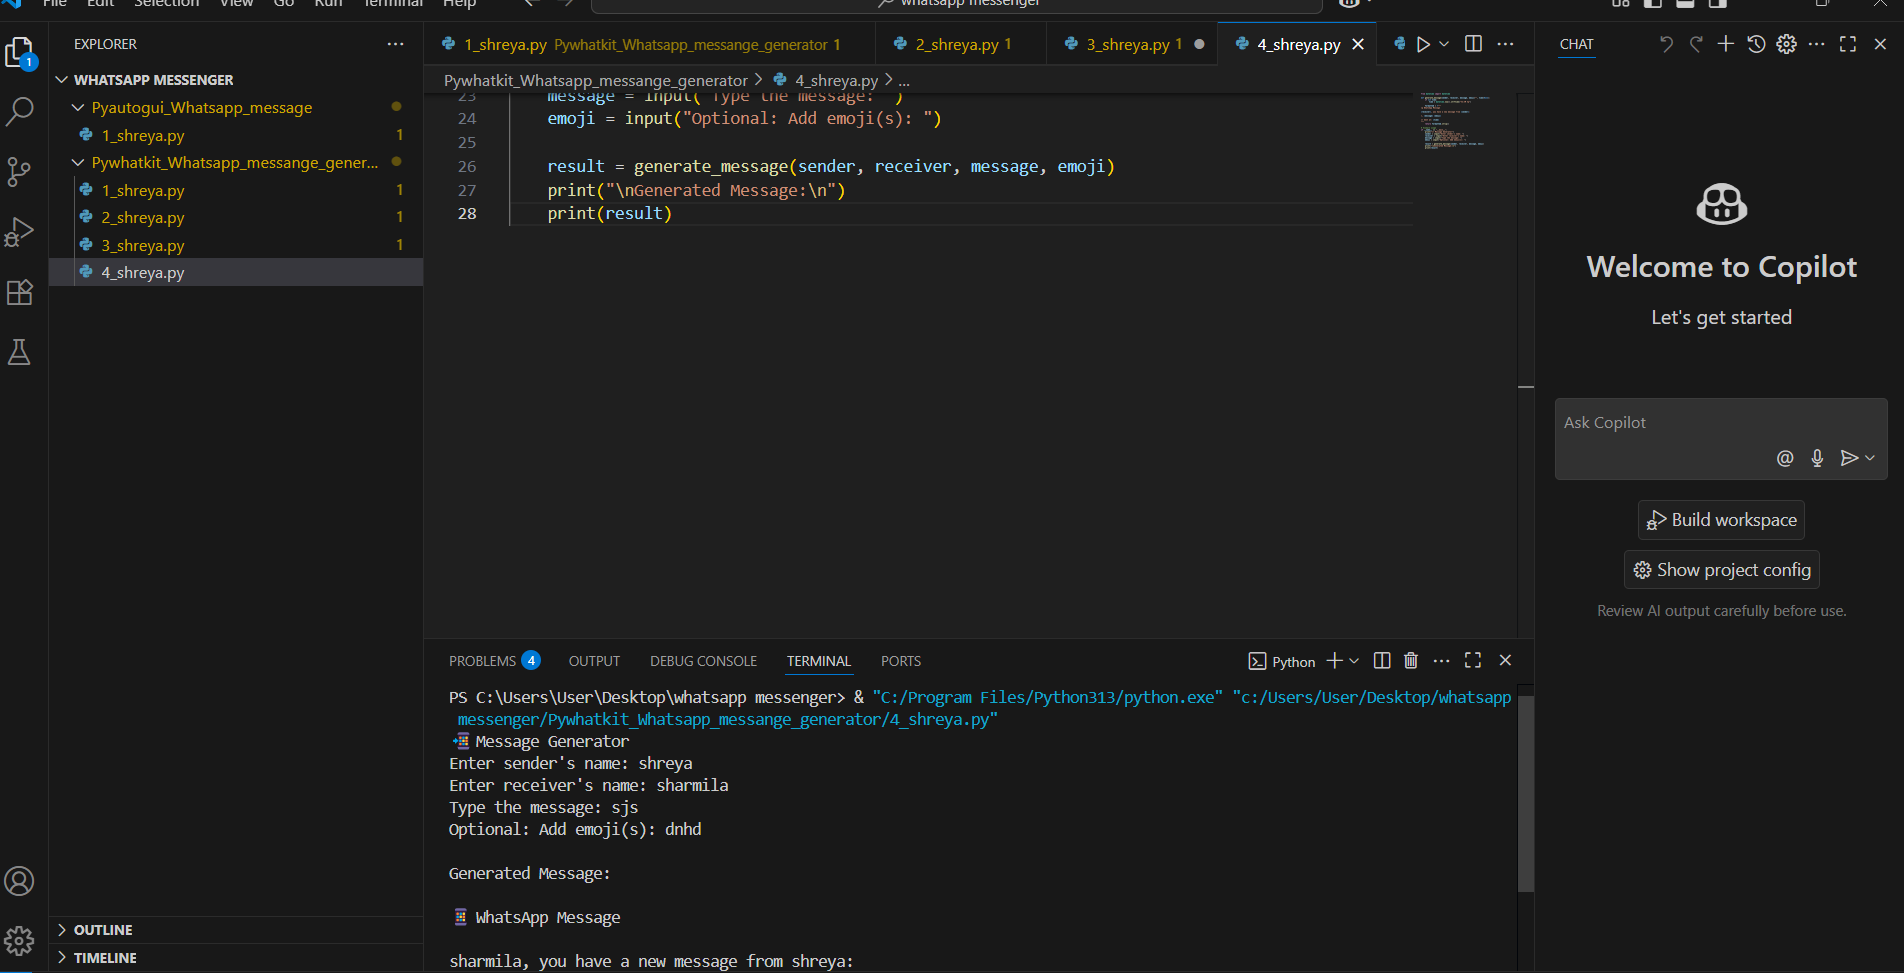 File Edit Selection View Go Run Terminal Help
whatsapp messenger
EXPLORER
WHATSAPP MESSENGER
Pyautogui_Whatsapp_message
1_shreya.py 1
Pywhatkit_Whatsapp_messange_gener...
1_shreya.py 1
2_shreya.py 1
3_shreya.py 1
4_shreya.py
OUTLINE
TIMELINE
1
1_shreya.py Pywhatkit_Whatsapp_messange_generator 1
2_shreya.py 1
3_shreya.py 1
4_shreya.py
Pywhatkit_Whatsapp_messange_generator > 4_shreya.py > ...
23 message = input("Type the message: ")
24 emoji = input("Optional: Add emoji(s): ")
25
26 result = generate_message(sender, receiver, message, emoji)
27 print("\nGenerated Message:\n")
28 print(result)
PROBLEMS 4 OUTPUT DEBUG CONSOLE TERMINAL PORTS
Python
PS C:\Users\User\Desktop\whatsapp messenger> & "C:/Program Files/Python313/python.exe" "c:/Users/User/Desktop/whatsapp
messenger/Pywhatkit_Whatsapp_messange_generator/4_shreya.py"
📲 Message Generator
Enter sender's name: shreya
Enter receiver's name: sharmila
Type the message: sjs
Optional: Add emoji(s): dnhd
Generated Message:
📱 WhatsApp Message
sharmila, you have a new message from shreya:
CHAT
Welcome to Copilot
Let's get started
Ask Copilot
@
Build workspace
Show project config
Review AI output carefully before use.